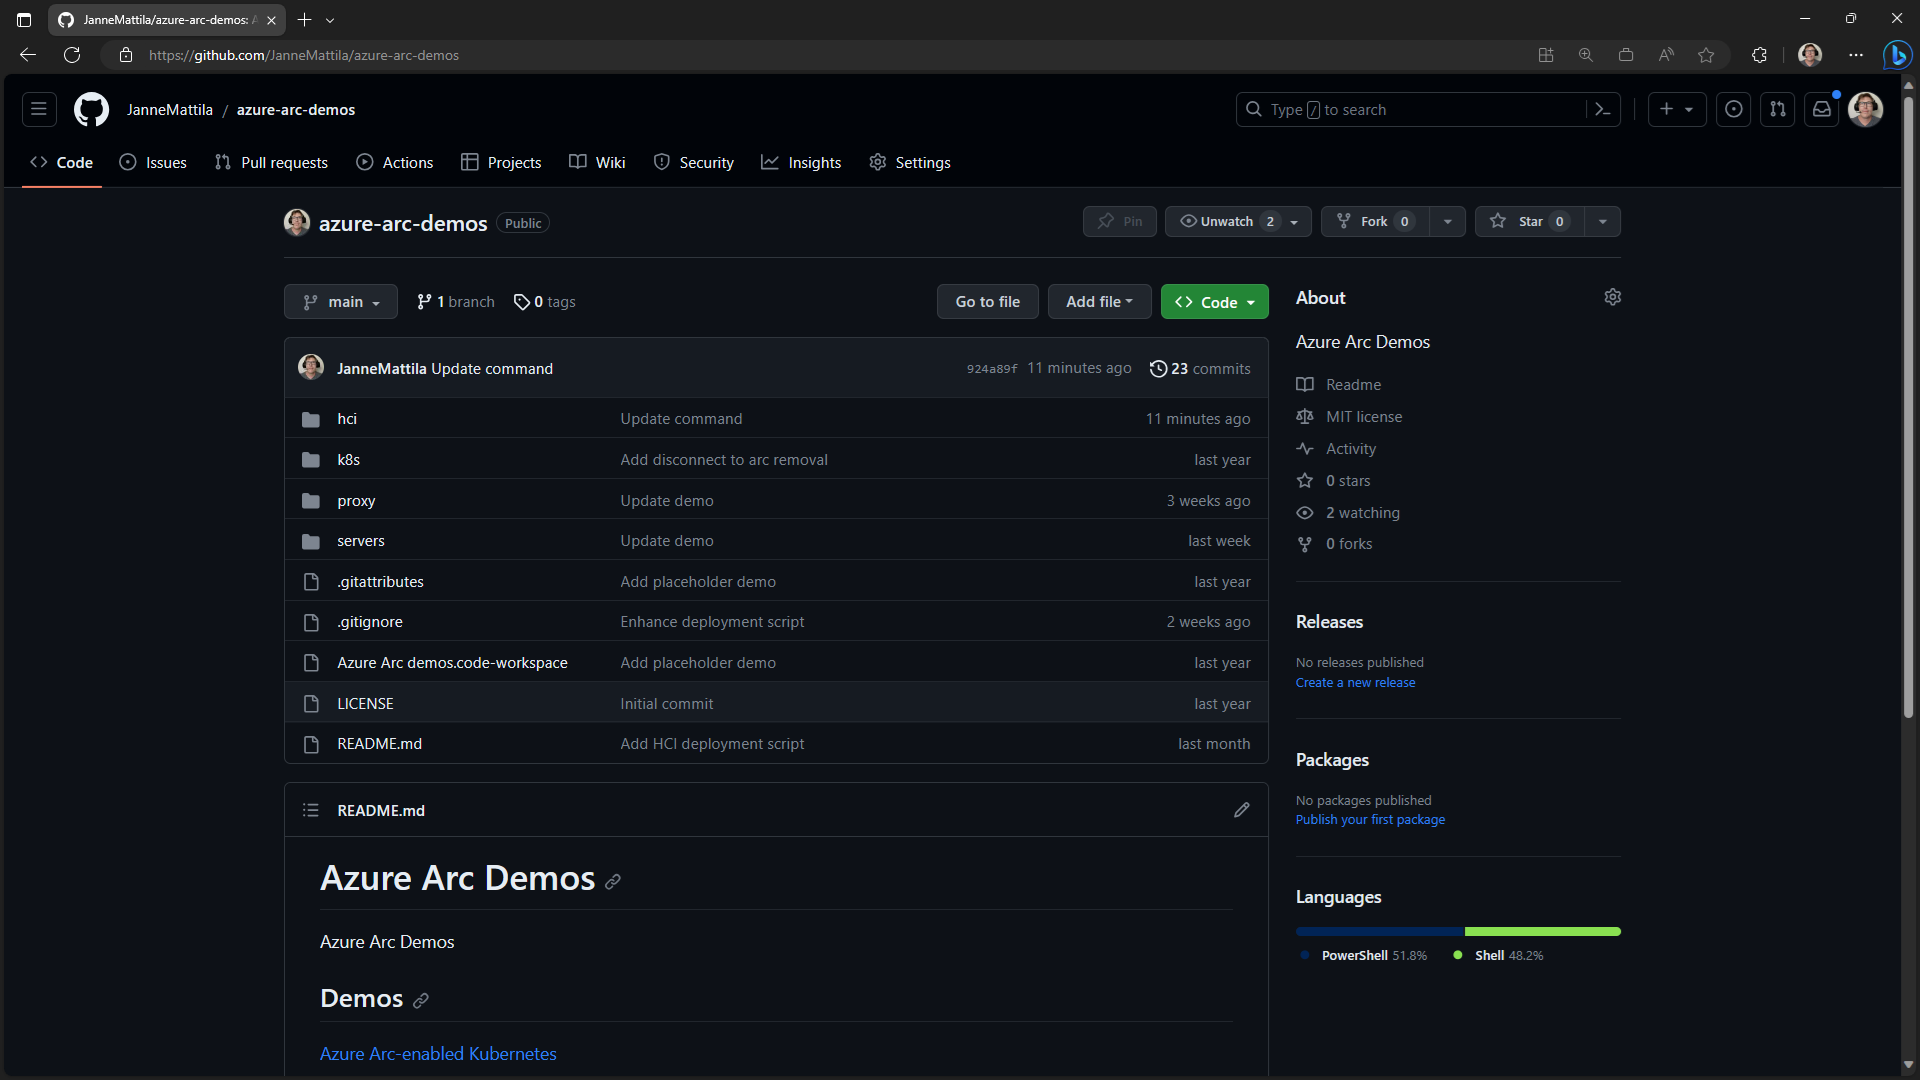 JanneMattila/azure-arc-demos: A
https://github.com/JanneMattila/azure-arc-demos
JanneMattila / azure-arc-demos
Type / to search
Code Issues Pull requests Actions Projects Wiki Security Insights Settings
azure-arc-demos Public
Pin Unwatch 2 Fork 0 Star 0
main 1 branch 0 tags
Go to file Add file Code
JanneMattila Update command 924a89f 11 minutes ago 23 commits
hci Update command 11 minutes ago
k8s Add disconnect to arc removal last year
proxy Update demo 3 weeks ago
servers Update demo last week
.gitattributes Add placeholder demo last year
.gitignore Enhance deployment script 2 weeks ago
Azure Arc demos.code-workspace Add placeholder demo last year
LICENSE Initial commit last year
README.md Add HCI deployment script last month
README.md
Azure Arc Demos
Azure Arc Demos
Demos
Azure Arc-enabled Kubernetes
About
Azure Arc Demos
Readme
MIT license
Activity
0 stars
2 watching
0 forks
Releases
No releases published
Create a new release
Packages
No packages published
Publish your first package
Languages
PowerShell 51.8% Shell 48.2%